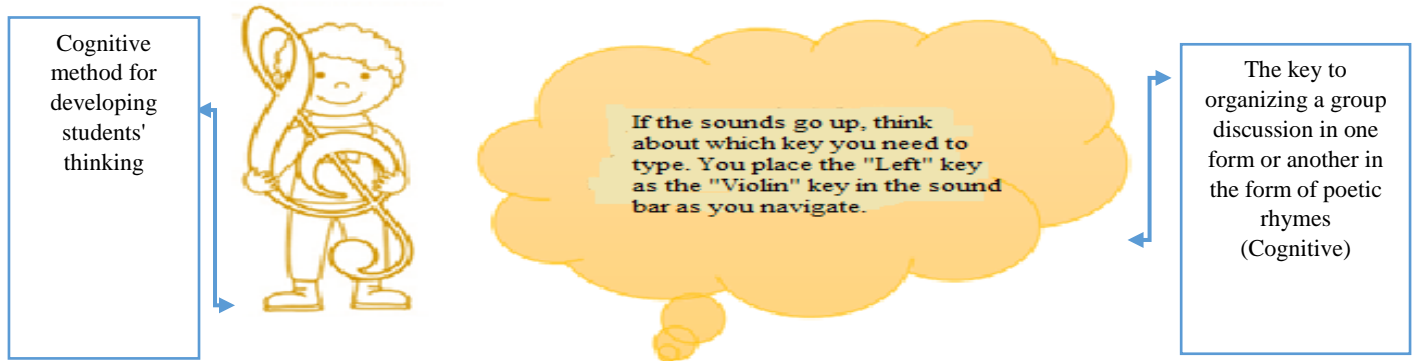 Cognitive
method for
developing
students'
thinking
If the sounds go up, think
about which key you need to
type. You place the "Left" key
as the "Violin" key in the sound
bar as you navigate.
The key to
organizing a group
discussion in one
form or another in
the form of poetic
rhymes
(Cognitive)